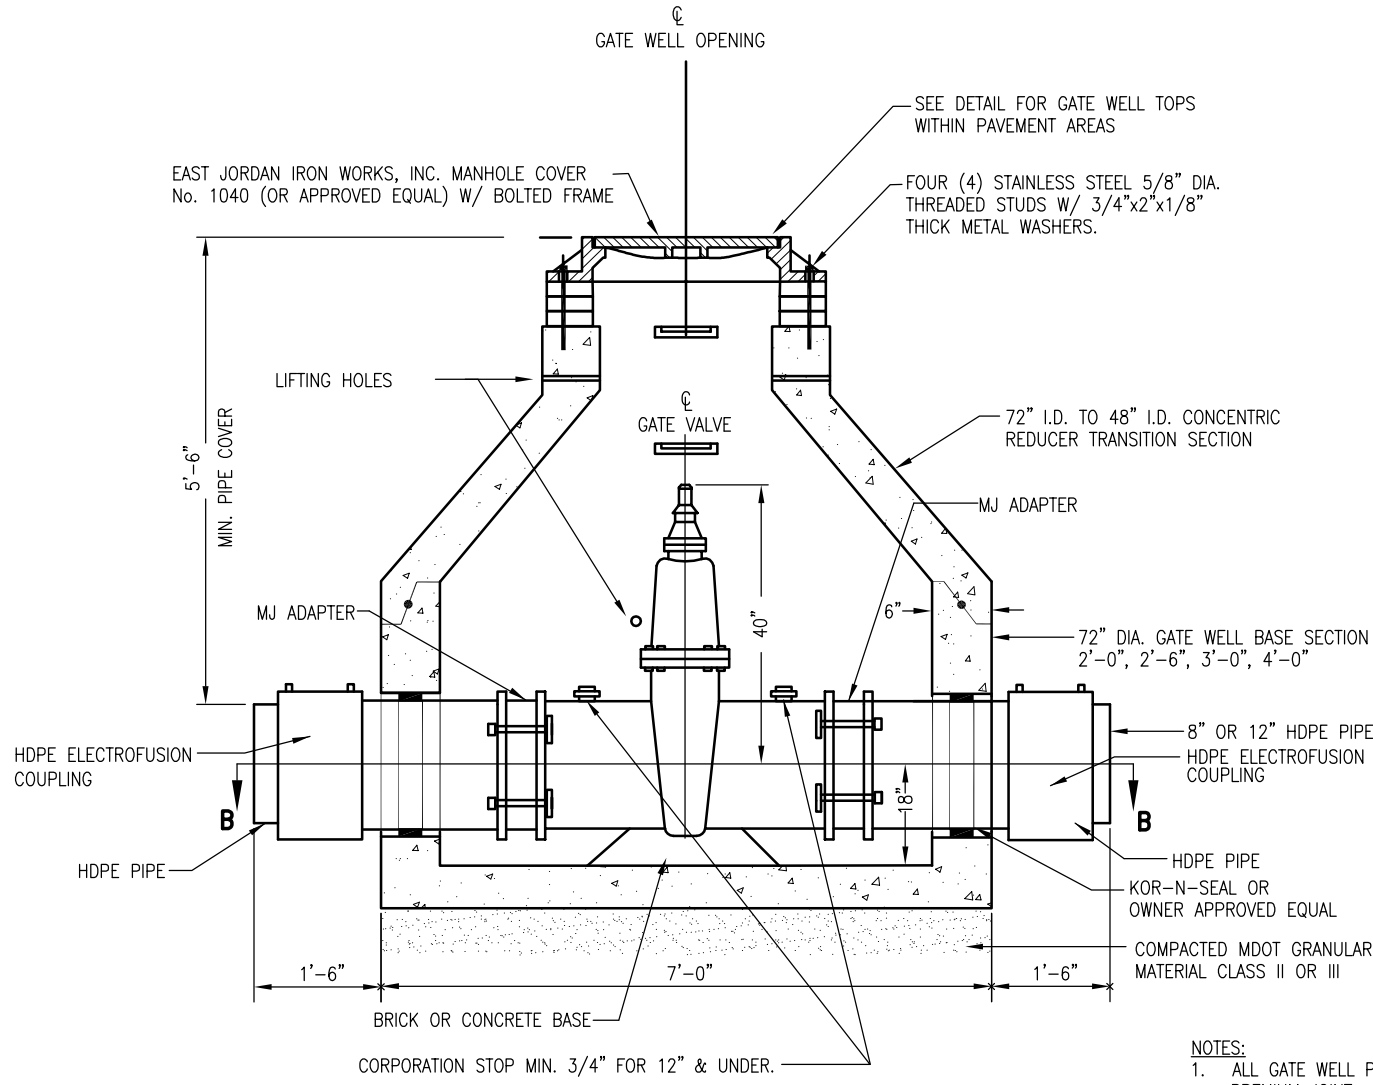 ℄
GATE WELL OPENING
SEE DETAIL FOR GATE WELL TOPS
WITHIN PAVEMENT AREAS
EAST JORDAN IRON WORKS, INC. MANHOLE COVER
No. 1040 (OR APPROVED EQUAL) W/ BOLTED FRAME
FOUR (4) STAINLESS STEEL 5/8" DIA.
THREADED STUDS W/ 3/4"x2"x1/8"
THICK METAL WASHERS.
LIFTING HOLES
℄
GATE VALVE
72" I.D. TO 48" I.D. CONCENTRIC
REDUCER TRANSITION SECTION
5'-6"
MIN. PIPE COVER
MJ ADAPTER
MJ ADAPTER
40"
6"
72" DIA. GATE WELL BASE SECTION
2'-0", 2'-6", 3'-0", 4'-0"
8" OR 12" HDPE PIPE
HDPE ELECTROFUSION
COUPLING
HDPE ELECTROFUSION
COUPLING
18"
B
B
HDPE PIPE
HDPE PIPE
KOR-N-SEAL OR
OWNER APPROVED EQUAL
COMPACTED MDOT GRANULAR
MATERIAL CLASS II OR III
1'-6"
7'-0"
1'-6"
BRICK OR CONCRETE BASE
CORPORATION STOP MIN. 3/4" FOR 12" & UNDER.
NOTES:
1. ALL GATE WELL P